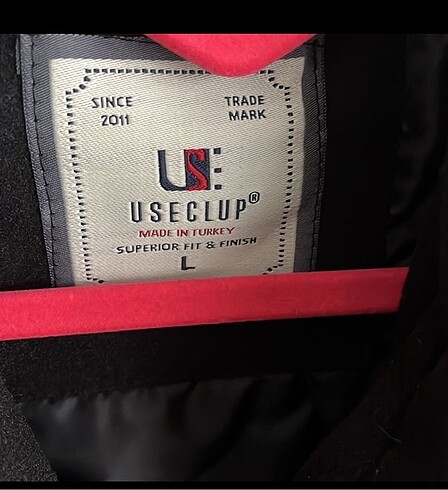 SINCE
2011
TRADE
MARK
USE
USECLUP®
MADE IN TURKEY
SUPERIOR FIT & FINISH
L